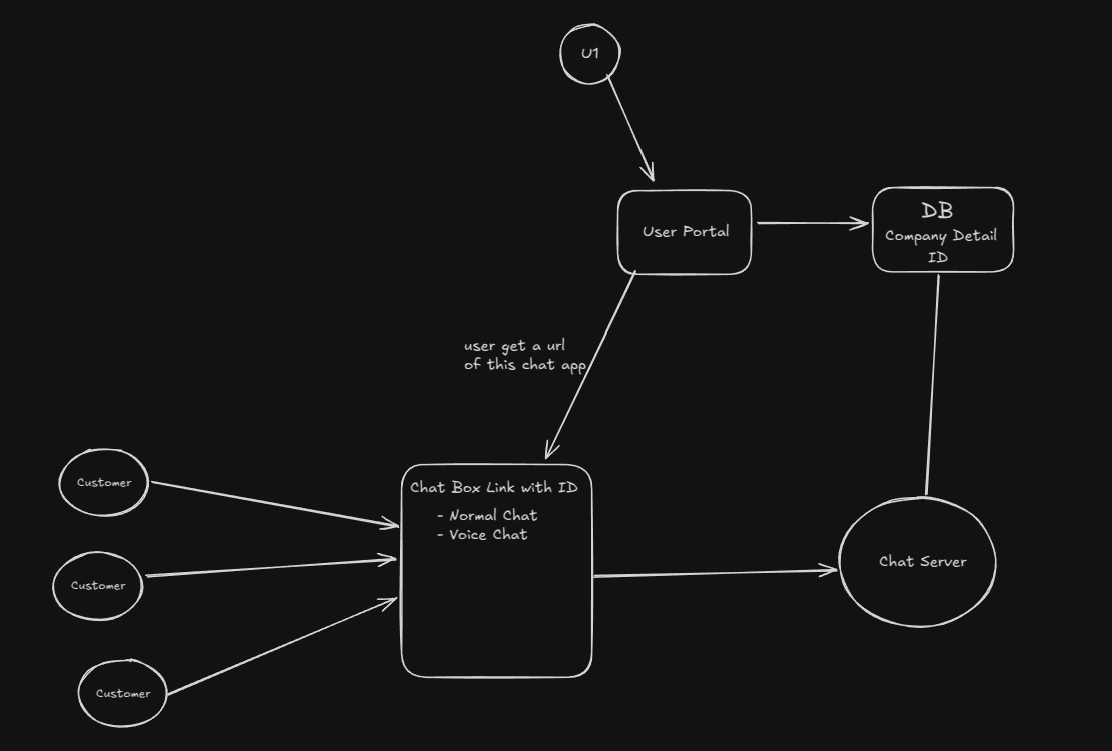 U1
User Portal
DB
Company Detail
ID
user get a url
of this chat app
Chat Box Link with ID
- Normal Chat
- Voice Chat
Customer
Customer
Customer
Chat Server